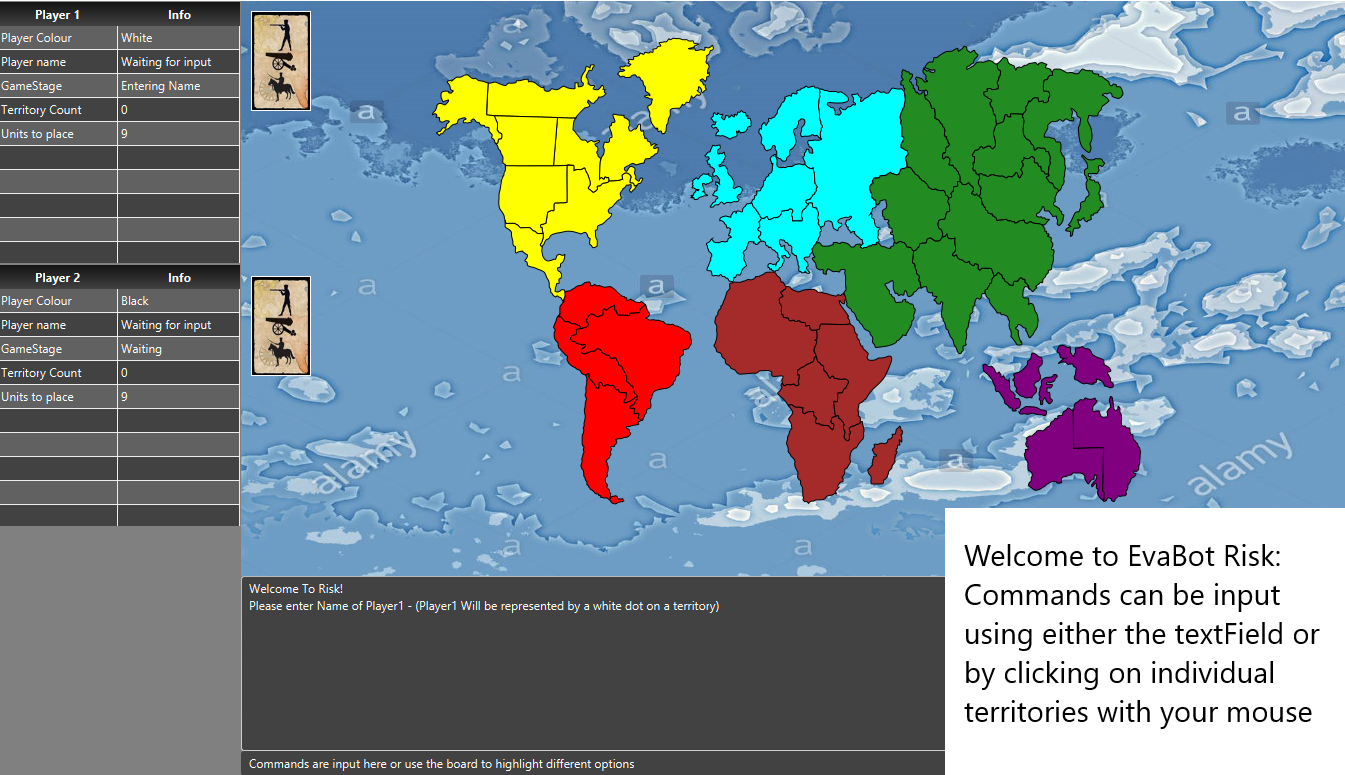 Player 1 Info
Player Colour White
Player name Waiting for input
GameStage Entering Name
Territory Count 0
Units to place 9
Player 2 Info
Player Colour Black
Player name Waiting for input
GameStage Waiting
Territory Count 0
Units to place 9
a
a
a
a
a
a
a
a
a
a
alamy
alamy
Welcome To Risk!
Please enter Name of Player1 - (Player1 Will be represented by a white dot on a territory)
Commands are input here or use the board to highlight different options
Welcome to EvaBot Risk:
Commands can be input
using either the textField or
by clicking on individual
territories with your mouse